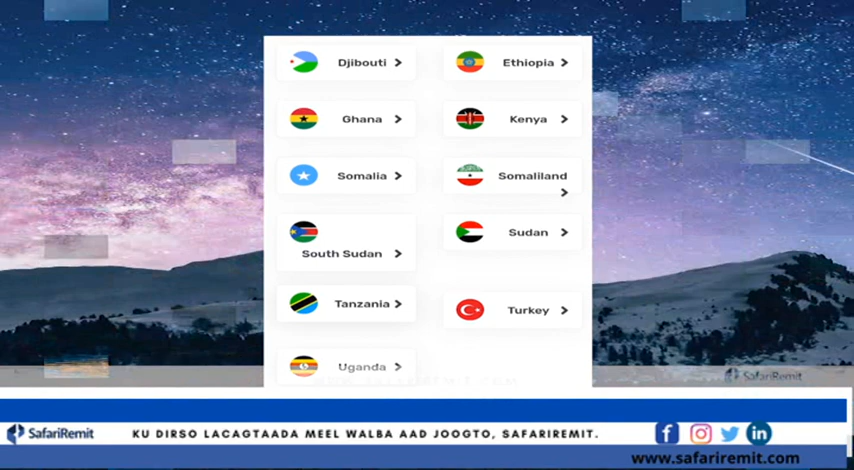 Djibouti
Ethiopia
Ghana
Kenya
Somalia
Somaliland
South Sudan
Sudan
Tanzania
Turkey
Uganda
SafariRemit
SafariRemit
KU DIRSO LACAGTAADA MEEL WALBA AAD JOOGTO, SAFARIREMIT.
www.safariremit.com